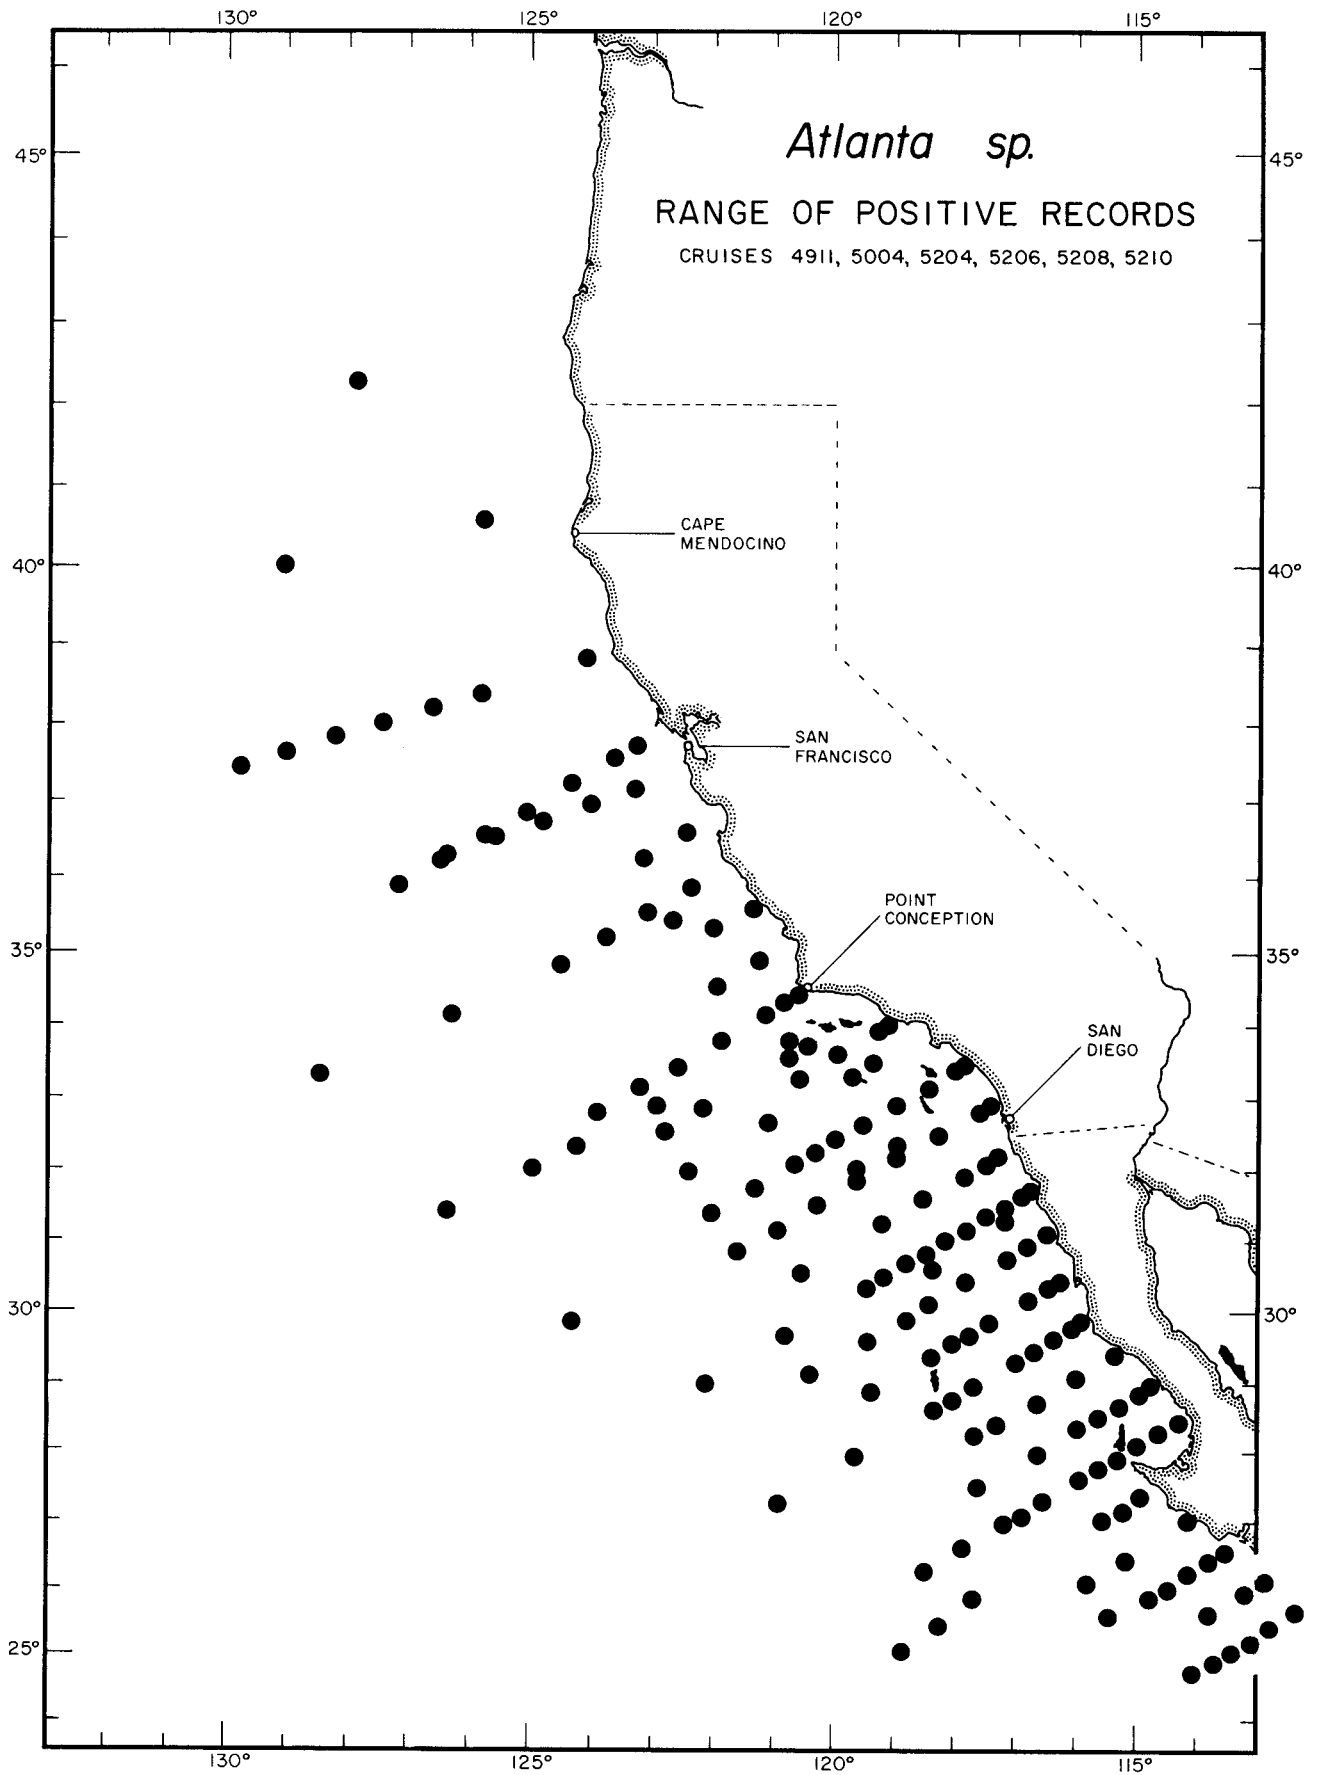 130° 125° 120° 115°
Atlanta sp.
RANGE OF POSITIVE RECORDS
CRUISES 4911, 5004, 5204, 5206, 5208, 5210
45° 45°
CAPE
MENDOCINO
40° 40°
SAN
FRANCISCO
POINT
CONCEPTION
35° 35°
SAN
DIEGO
30° 30°
25°
130° 125° 120° 115°